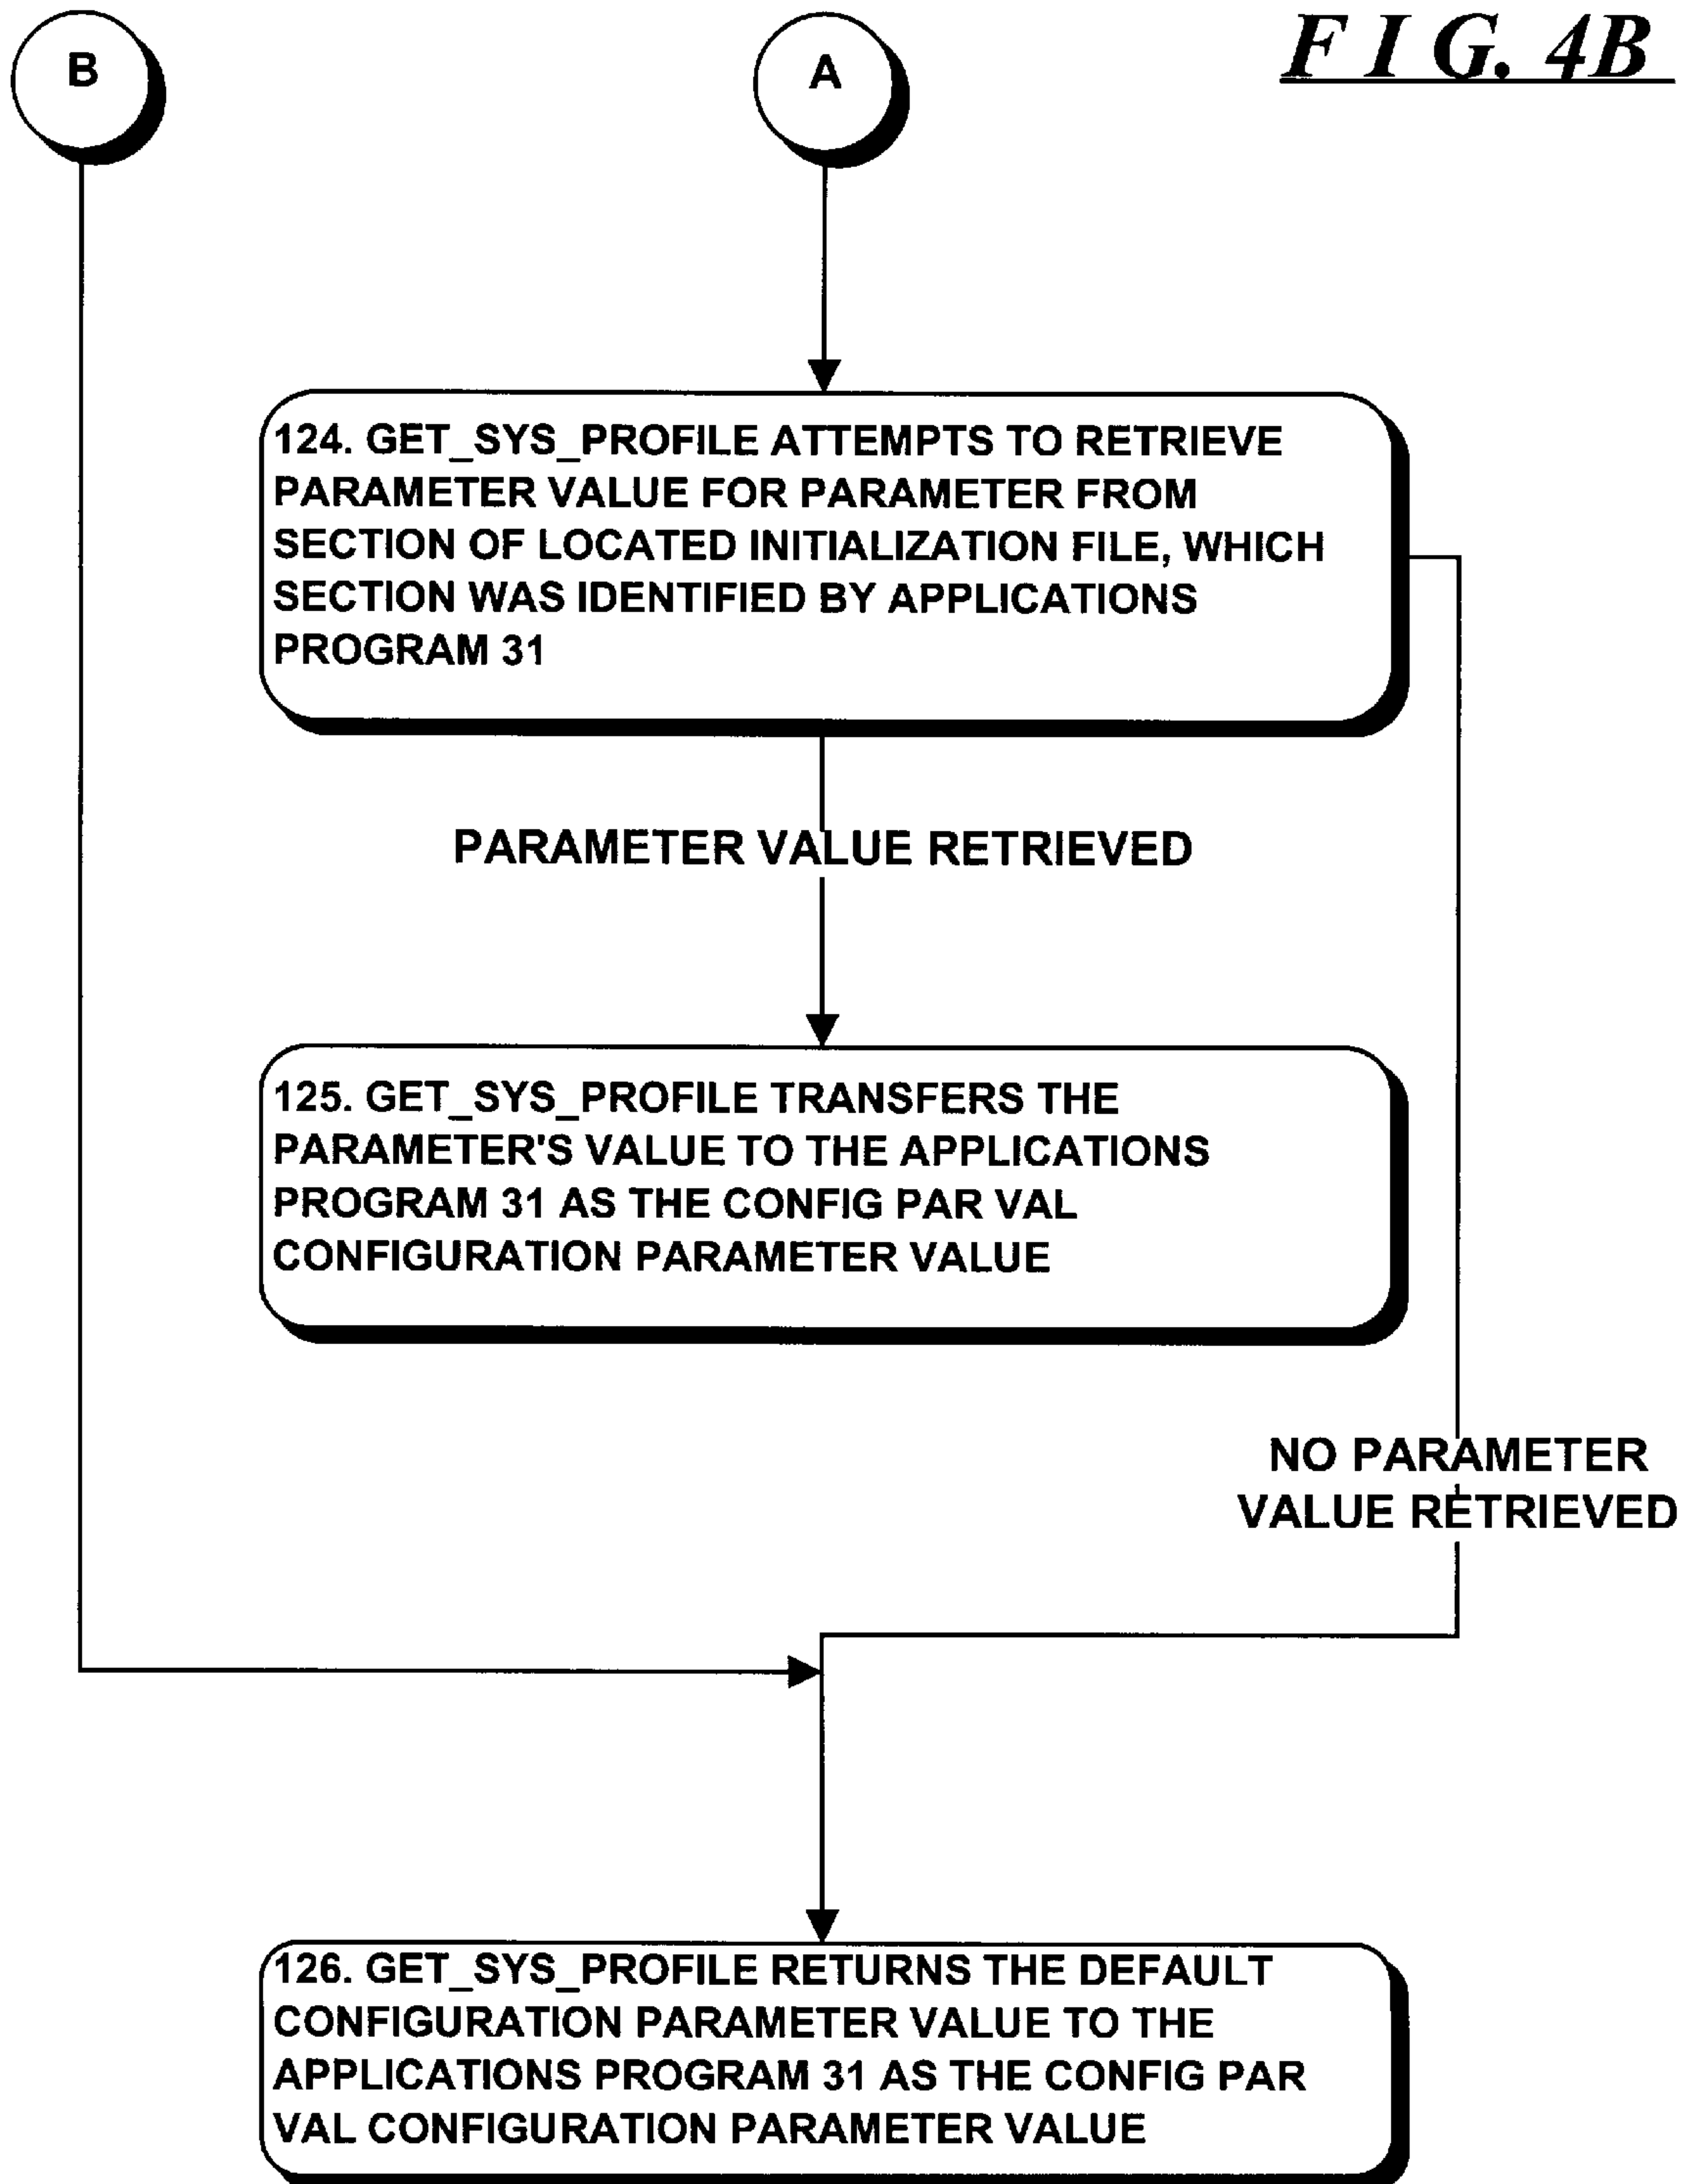 F I G. 4B
B
A
124. GET_SYS_PROFILE ATTEMPTS TO RETRIEVE
PARAMETER VALUE FOR PARAMETER FROM
SECTION OF LOCATED INITIALIZATION FILE, WHICH
SECTION WAS IDENTIFIED BY APPLICATIONS
PROGRAM 31
PARAMETER VALUE RETRIEVED
125. GET_SYS_PROFILE TRANSFERS THE
PARAMETER'S VALUE TO THE APPLICATIONS
PROGRAM 31 AS THE CONFIG PAR VAL
CONFIGURATION PARAMETER VALUE
NO PARAMETER
VALUE RETRIEVED
126. GET_SYS_PROFILE RETURNS THE DEFAULT
CONFIGURATION PARAMETER VALUE TO THE
APPLICATIONS PROGRAM 31 AS THE CONFIG PAR
VAL CONFIGURATION PARAMETER VALUE